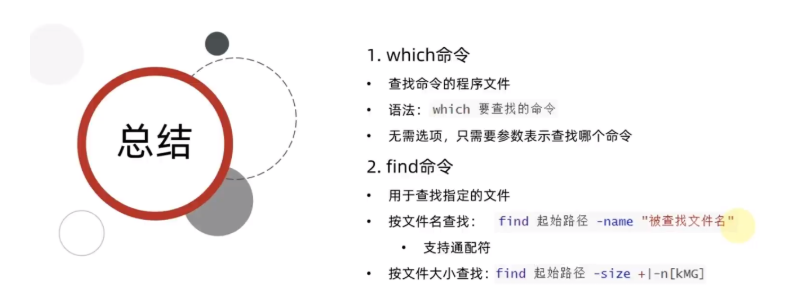 总结
1. which命令
• 查找命令的程序文件
• 语法：which 要查找的命令
• 无需选项，只需要参数表示查找哪个命令
2. find命令
• 用于查找指定的文件
• 按文件名查找： find 起始路径 -name "被查找文件名"
• 支持通配符
• 按文件大小查找：find 起始路径 -size +|-n[kMG]